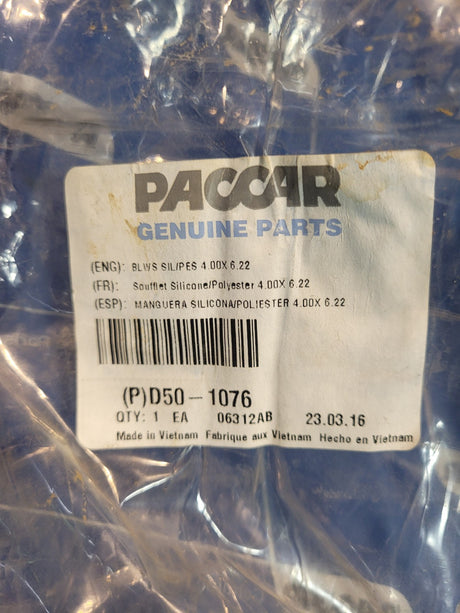 PACCAR
GENUINE PARTS
(ENG): BLWS SIL/PES 4.00X 6.22
(FR): Soufflet Silicone/Polyester 4.00X 6.22
(ESP): MANGUERA SILICONA/POLIESTER 4.00X 6.22
(P)D50-1076
QTY: 1 EA 06312AB 23.03.16
Made in Vietnam Fabrique aux Vietnam Hecho en Vietnam